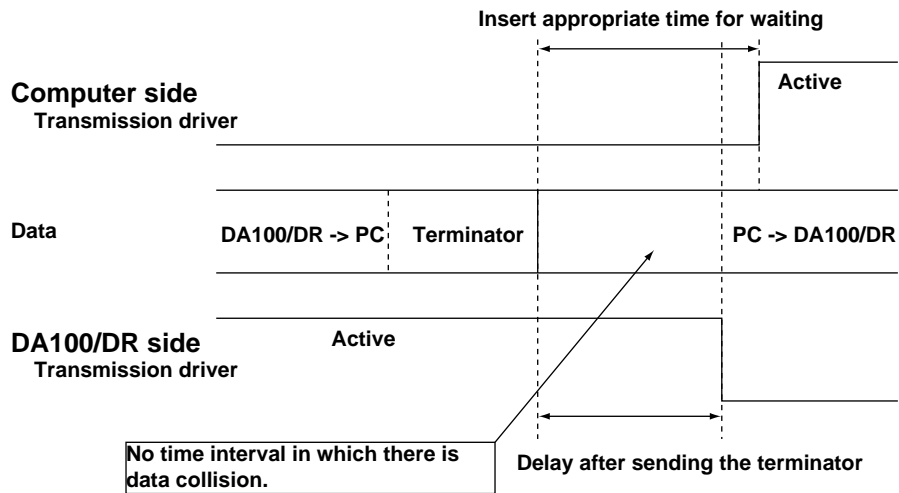 Insert appropriate time for waiting
Computer side
Transmission driver
Active
Data
DA100/DR -> PC
Terminator
PC -> DA100/DR
DA100/DR side
Transmission driver
Active
No time interval in which there is
data collision.
Delay after sending the terminator